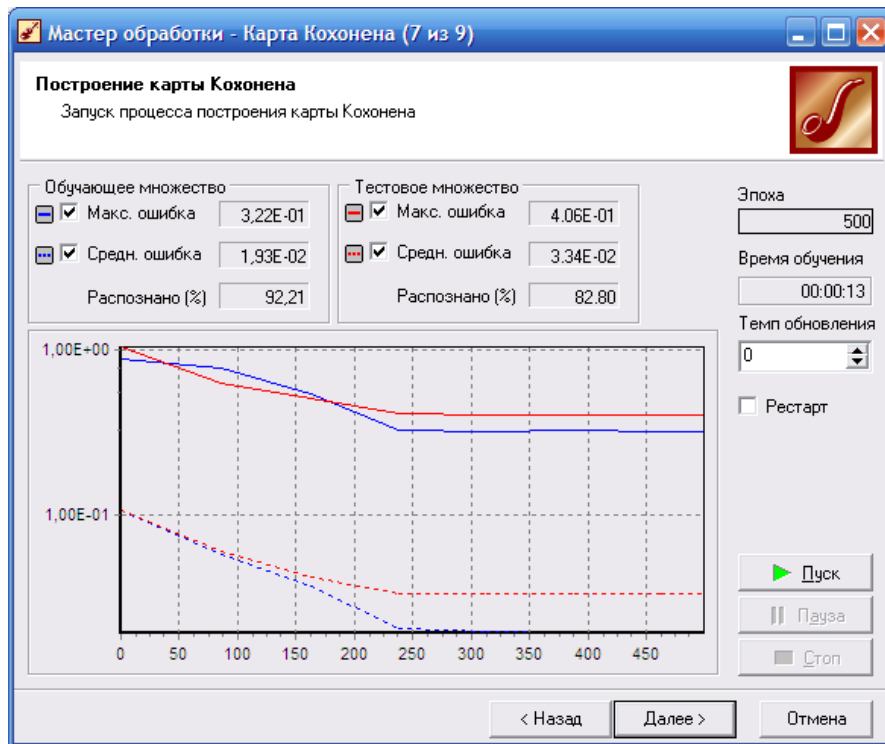 Мастер обработки - Карта Кохонена (7 из 9)
Построение карты Кохонена
Запуск процесса построения карты Кохонена
Обучающее множество
Макс. ошибка 3,22E-01
Средн. ошибка 1,93E-02
Распознано (%) 92,21
Тестовое множество
Макс. ошибка 4.06E-01
Средн. ошибка 3.34E-02
Распознано (%) 82.80
Эпоха
500
Время обучения
00:00:13
Темп обновления
0
Рестарт
1,00E+00
1,00E-01
0 50 100 150 200 250 300 350 400 450
Пуск
Пауза
Стоп
< Назад
Далее >
Отмена